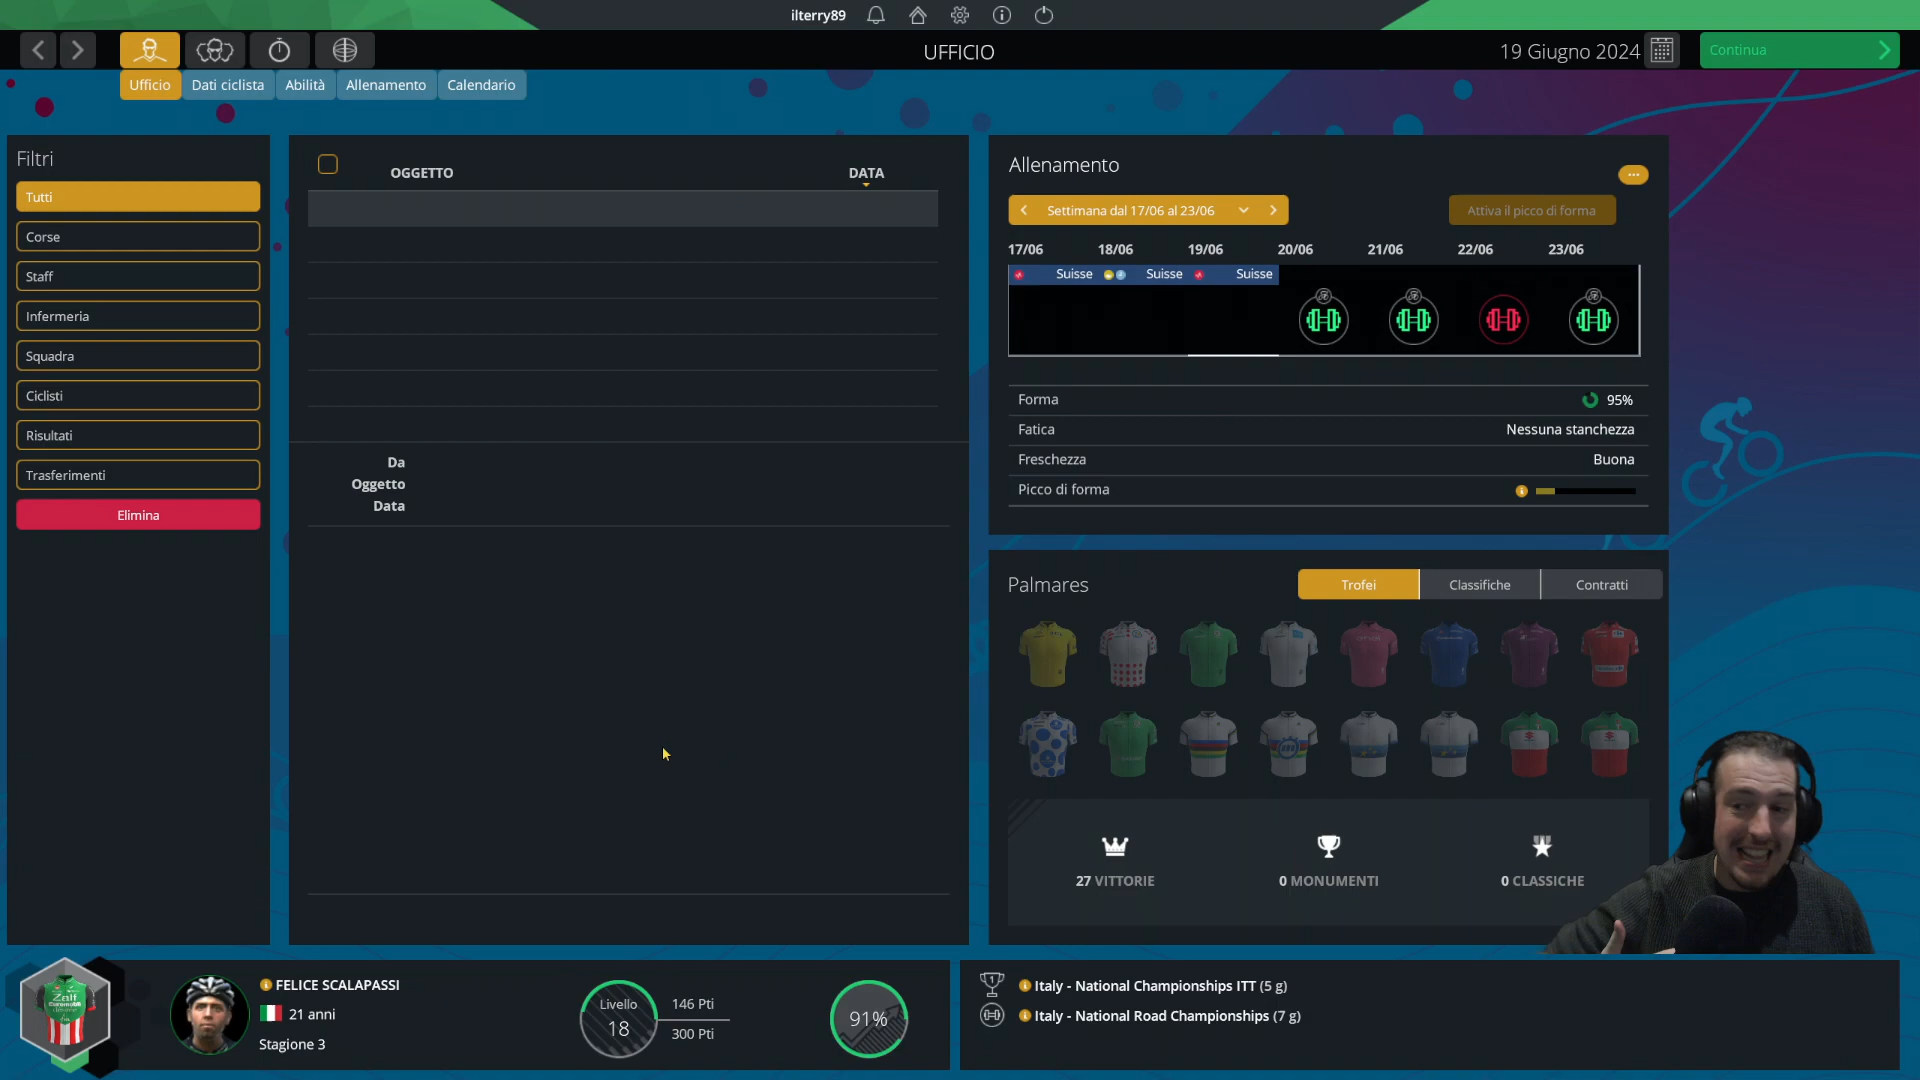 ilterry89
UFFICIO
19 Giugno 2024
Continua
Ufficio
Dati ciclista
Abilità
Allenamento
Calendario
Filtri
Tutti
Corse
Staff
Infermeria
Squadra
Ciclisti
Risultati
Trasferimenti
Elimina
OGGETTO
DATA
Da
Oggetto
Data
Allenamento
Settimana dal 17/06 al 23/06
Attiva il picco di forma
17/06 18/06 19/06 20/06 21/06 22/06 23/06
Suisse Suisse Suisse
Forma 95%
Fatica Nessuna stanchezza
Freschezza Buona
Picco di forma
Palmares
Trofei
Classifiche
Contratti
27 VITTORIE
0 MONUMENTI
0 CLASSICHE
Zalf
FELICE SCALAPASSI
21 anni
Stagione 3
Livello
18
146 Pti
300 Pti
91%
Italy - National Championships ITT (5 g)
Italy - National Road Championships (7 g)